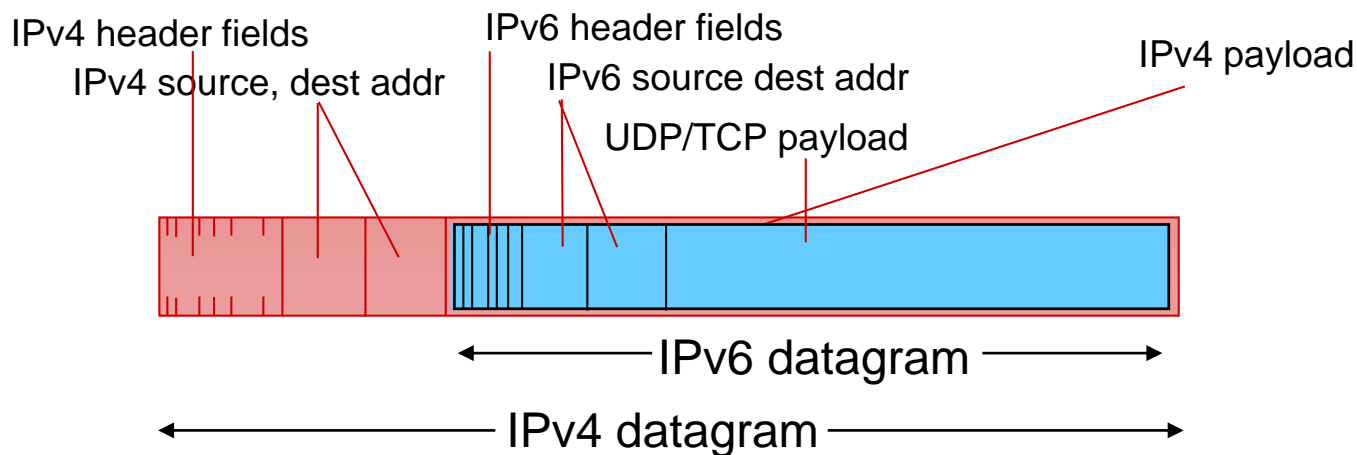 IPv4 header fields
IPv6 header fields
IPv4 payload
IPv4 source, dest addr
IPv6 source dest addr
UDP/TCP payload
IPv6 datagram
IPv4 datagram